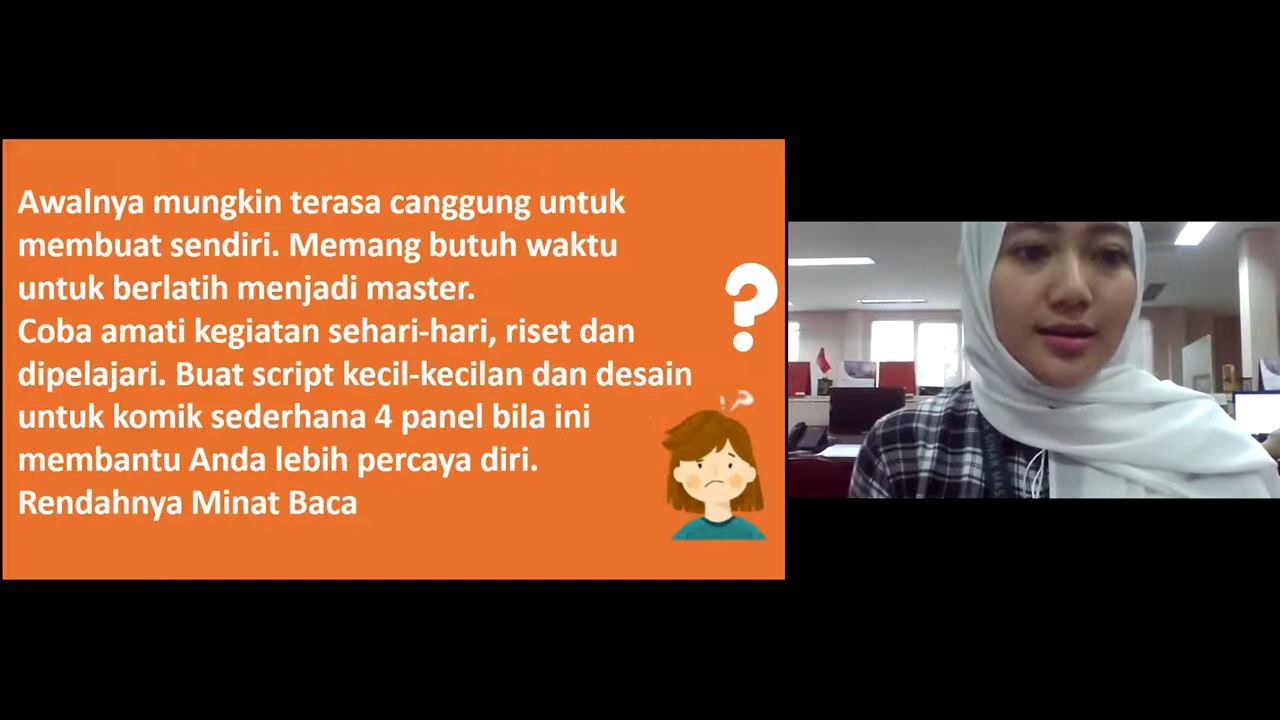 Awalnya mungkin terasa canggung untuk
membuat sendiri. Memang butuh waktu
untuk berlatih menjadi master.
Coba amati kegiatan sehari-hari, riset dan
dipelajari. Buat script kecil-kecilan dan desain
untuk komik sederhana 4 panel bila ini
membantu Anda lebih percaya diri.
Rendahnya Minat Baca
?
! ?